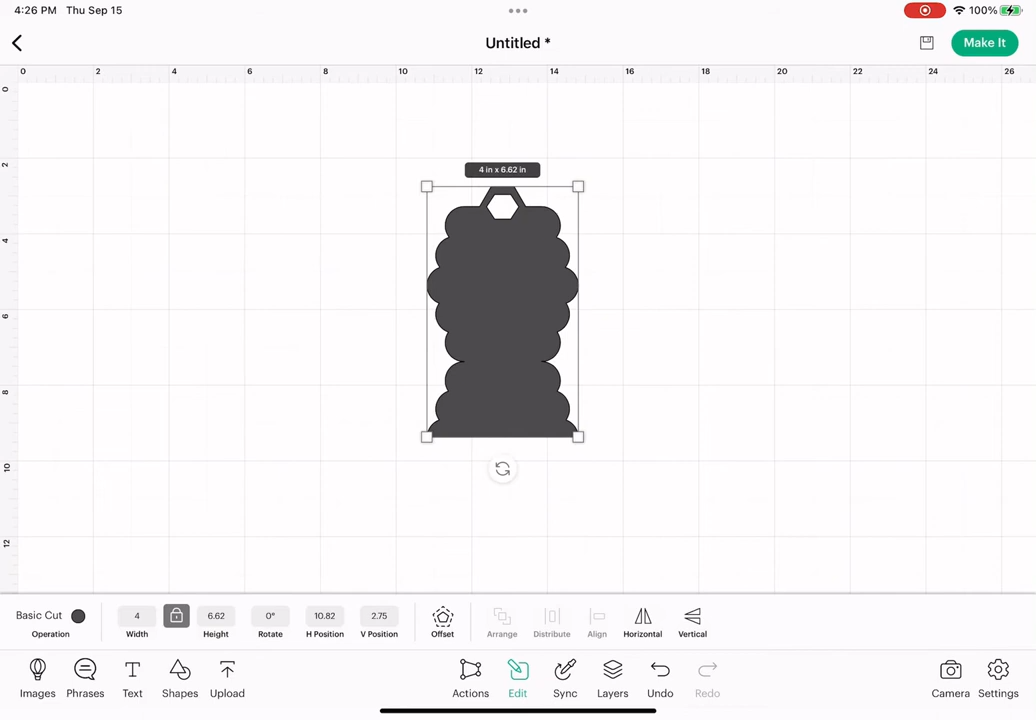 4:26 PM Thu Sep 15 100%
Untitled * Make It
0 2 4 6 8 10 12 14 16 18 20 22 24 26
0
2
4
6
8
10
12
4 in x 6.62 in
Basic Cut 4 6.62 0° 10.82 2.75
Operation Width Height Rotate H Position V Position Offset Arrange Distribute Align Horizontal Vertical
Images Phrases Text Shapes Upload Actions Edit Sync Layers Undo Redo Camera Settings